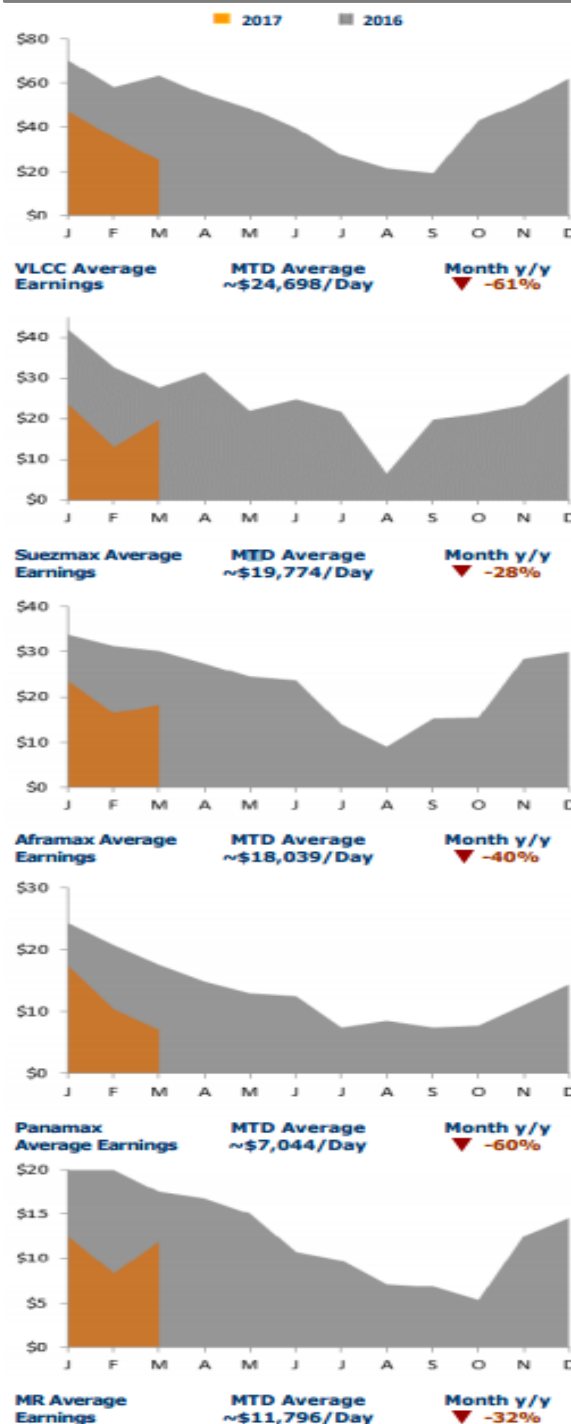 2017 2016
$80
$60
$40
$20
$0
J F M A M J J A S O N D
VLCC Average MTD Average Month y/y
Earnings ~$24,698/Day ▼ -61%
$40
$30
$20
$10
$0
J F M A M J J A S O N D
Suezmax Average MTD Average Month y/y
Earnings ~$19,774/Day ▼ -28%
$40
$30
$20
$10
$0
J F M A M J J A S O N D
Aframax Average MTD Average Month y/y
Earnings ~$18,039/Day ▼ -40%
$30
$20
$10
$0
J F M A M J J A S O N D
Panamax MTD Average Month y/y
Average Earnings ~$7,044/Day ▼ -60%
$20
$15
$10
$5
$0
J F M A M J J A S O N D
MR Average MTD Average Month y/y
Earnings ~$11,796/Day ▼ -32%